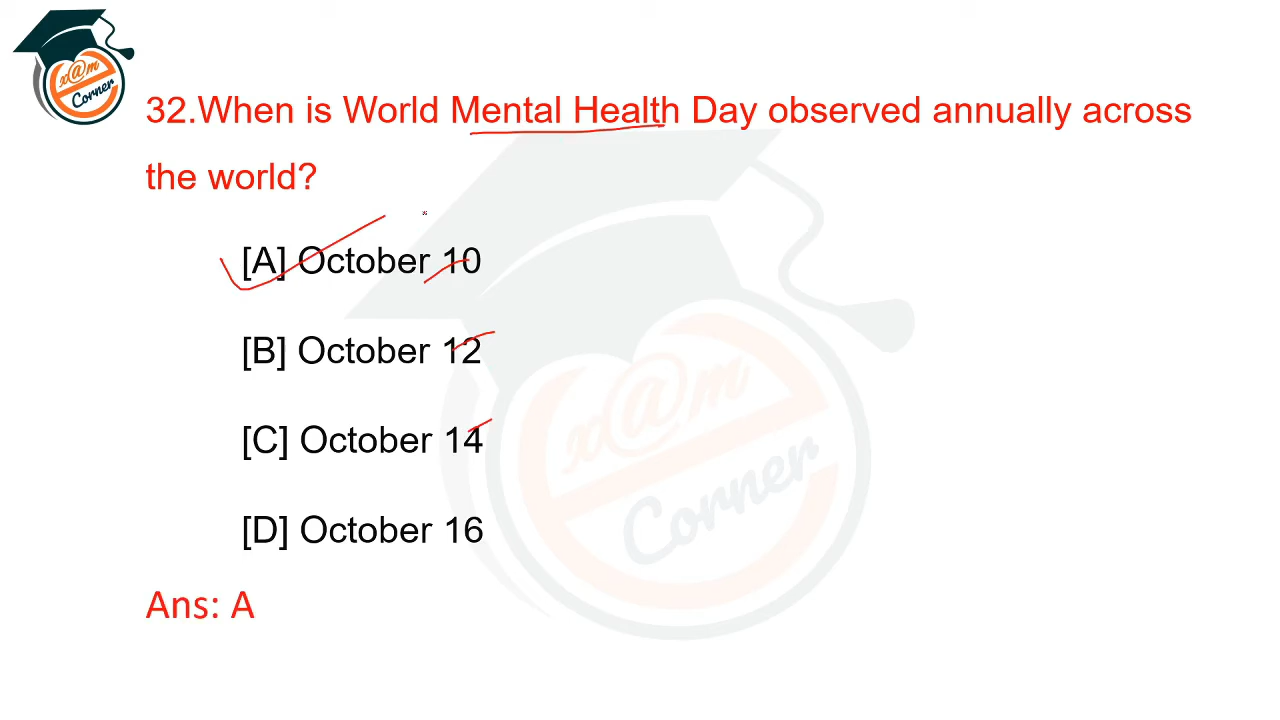 x@m
Corner
32.When is World Mental Health Day observed annually across
the world?
[A] October 10
[B] October 12
[C] October 14
[D] October 16
x@m
Corner
Ans: A